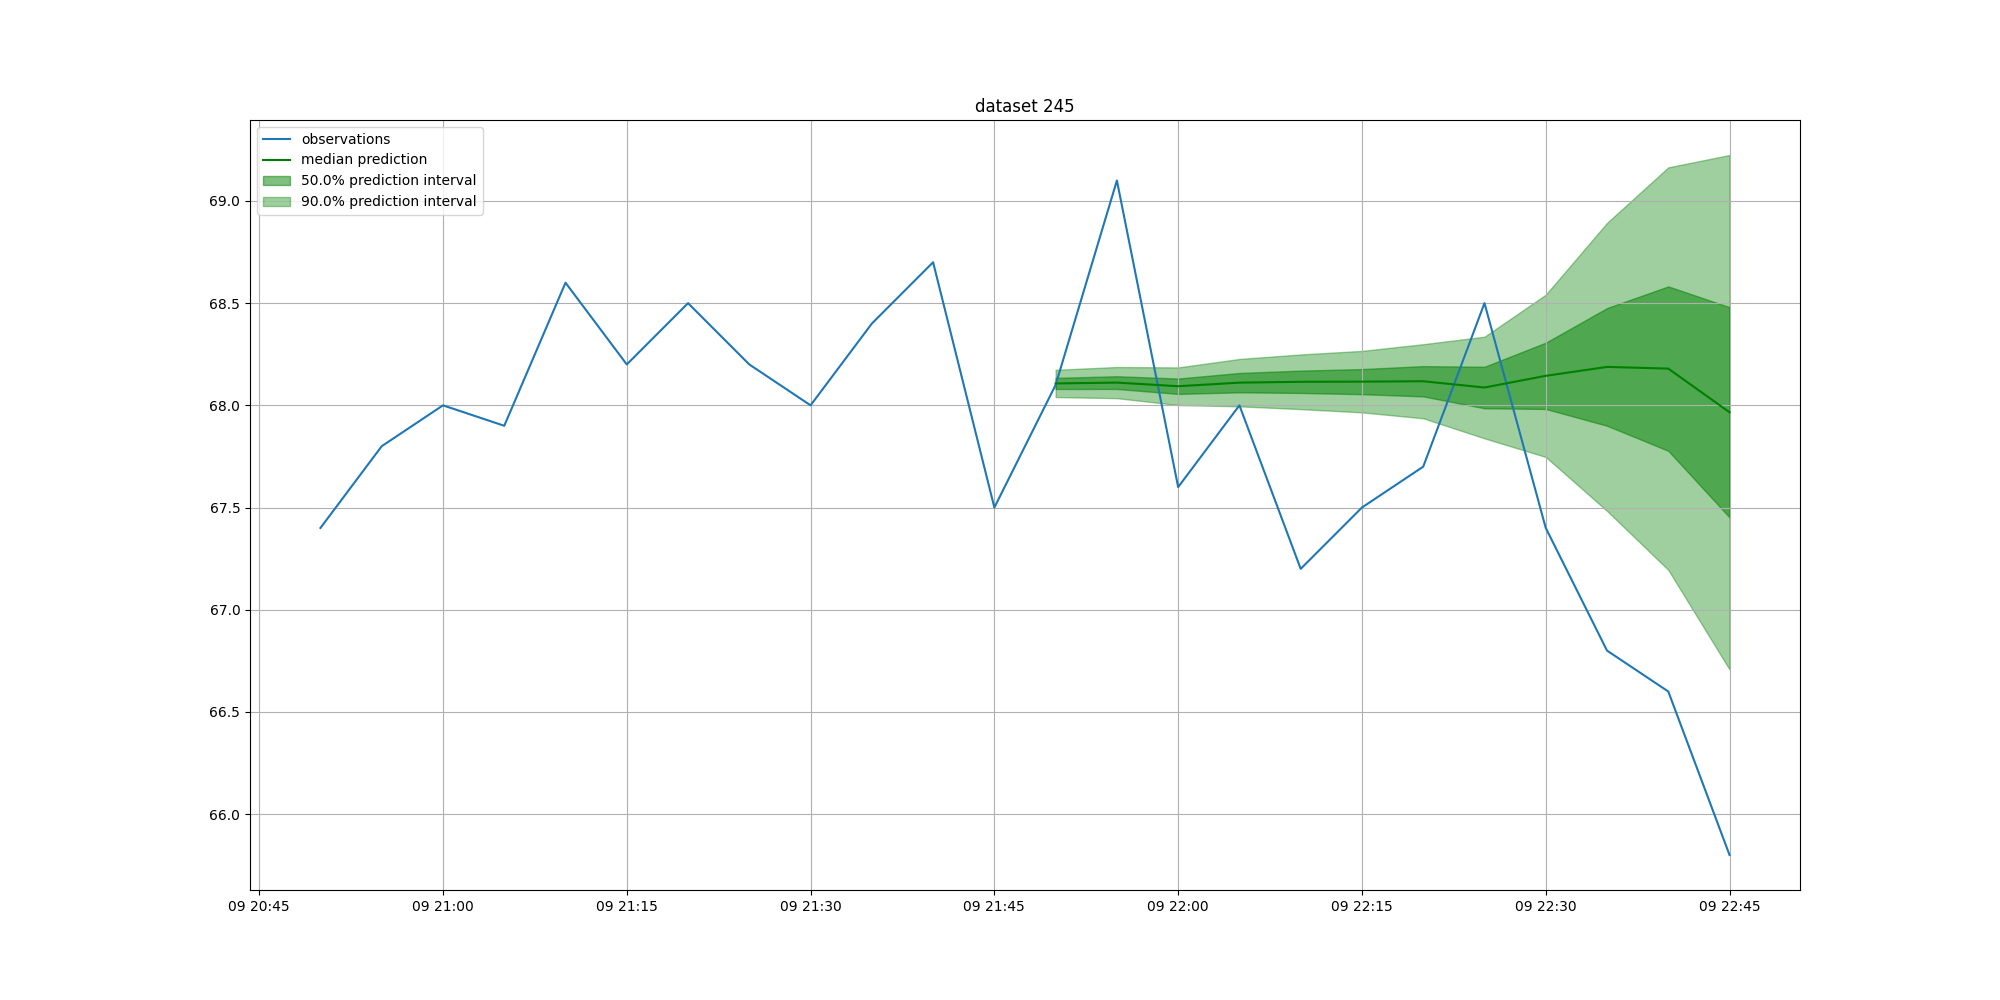 dataset 245
observations
median prediction
50.0% prediction interval
90.0% prediction interval
69.0
68.5
68.0
67.5
67.0
66.5
66.0
09 20:45 09 21:00 09 21:15 09 21:30 09 21:45 09 22:00 09 22:15 09 22:30 09 22:45